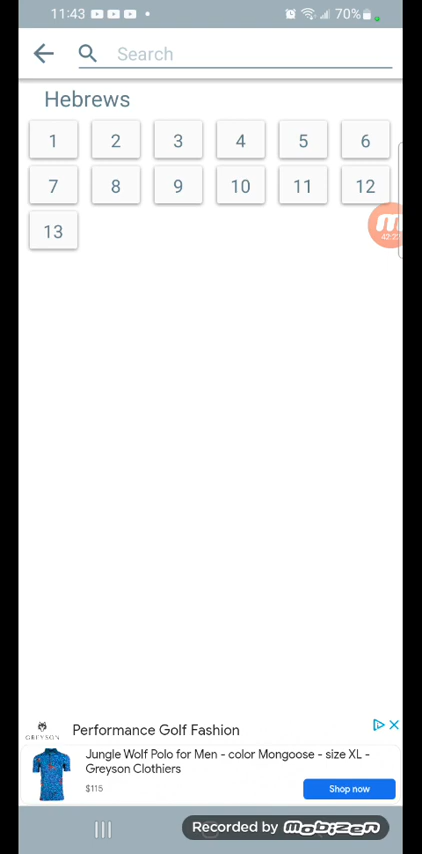 11:43 70%
Search
Hebrews
1 2 3 4 5 6
7 8 9 10 11 12
13
42:2
GREYSON
Performance Golf Fashion
Jungle Wolf Polo for Men - color Mongoose - size XL -
Greyson Clothiers
$115
Shop now
Recorded by mobizen